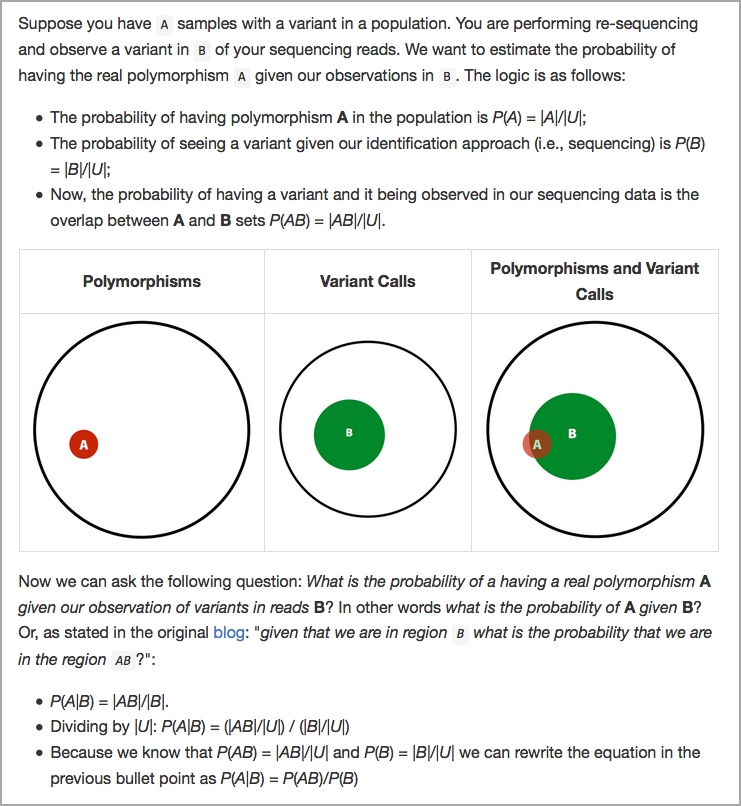 Suppose you have A samples with a variant in a population. You are performing re-sequencing
and observe a variant in B of your sequencing reads. We want to estimate the probability of
having the real polymorphism A given our observations in B. The logic is as follows:
• The probability of having polymorphism A in the population is P(A) = |A|/|U|;
• The probability of seeing a variant given our identification approach (i.e., sequencing) is P(B)
= |B|/|U|;
• Now, the probability of having a variant and it being observed in our sequencing data is the
overlap between A and B sets P(AB) = |AB|/|U|.
Polymorphisms
Variant Calls
Polymorphisms and Variant
Calls
A
B
A
B
Now we can ask the following question: What is the probability of a having a real polymorphism A
given our observation of variants in reads B? In other words what is the probability of A given B?
Or, as stated in the original blog: "given that we are in region B what is the probability that we are
in the region AB ?":
• P(A|B) = |AB|/|B|.
• Dividing by |U|: P(A|B) = (|AB|/|U|) / (|B|/|U|)
• Because we know that P(AB) = |AB|/|U| and P(B) = |B|/|U| we can rewrite the equation in the
previous bullet point as P(A|B) = P(AB)/P(B)